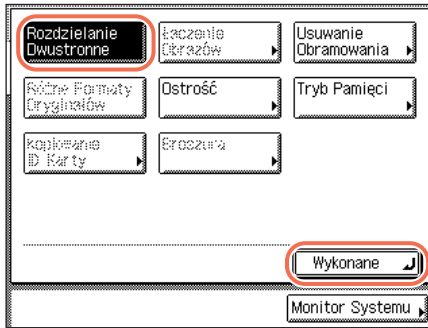 Rozdzielanie
Dwustronne
Łączenie
Obrazów
Usuwanie
Obramowania
Różne Formaty
Oryginałów
Ostrość
Tryb Pamięci
Kopiowanie
ID Karty
Broszura
Wykonane
Monitor Systemu